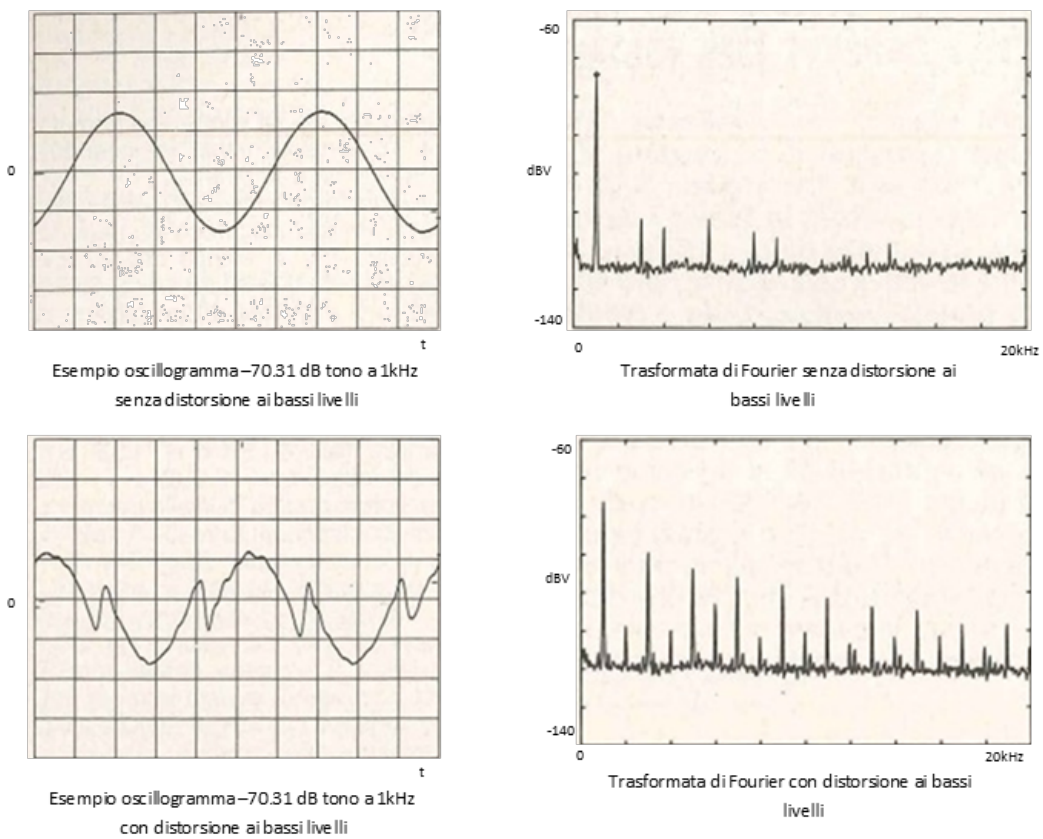 0
t
Esempio oscillogramma –70.31 dB tono a 1kHz
senza distorsione ai bassi livelli
-60
dBV
-140
0
20kHz
Trasformata di Fourier senza distorsione ai
bassi livelli
0
t
Esempio oscillogramma –70.31 dB tono a 1kHz
con distorsione ai bassi livelli
-60
dBV
-140
0
20kHz
Trasformata di Fourier con distorsione ai bassi
livelli